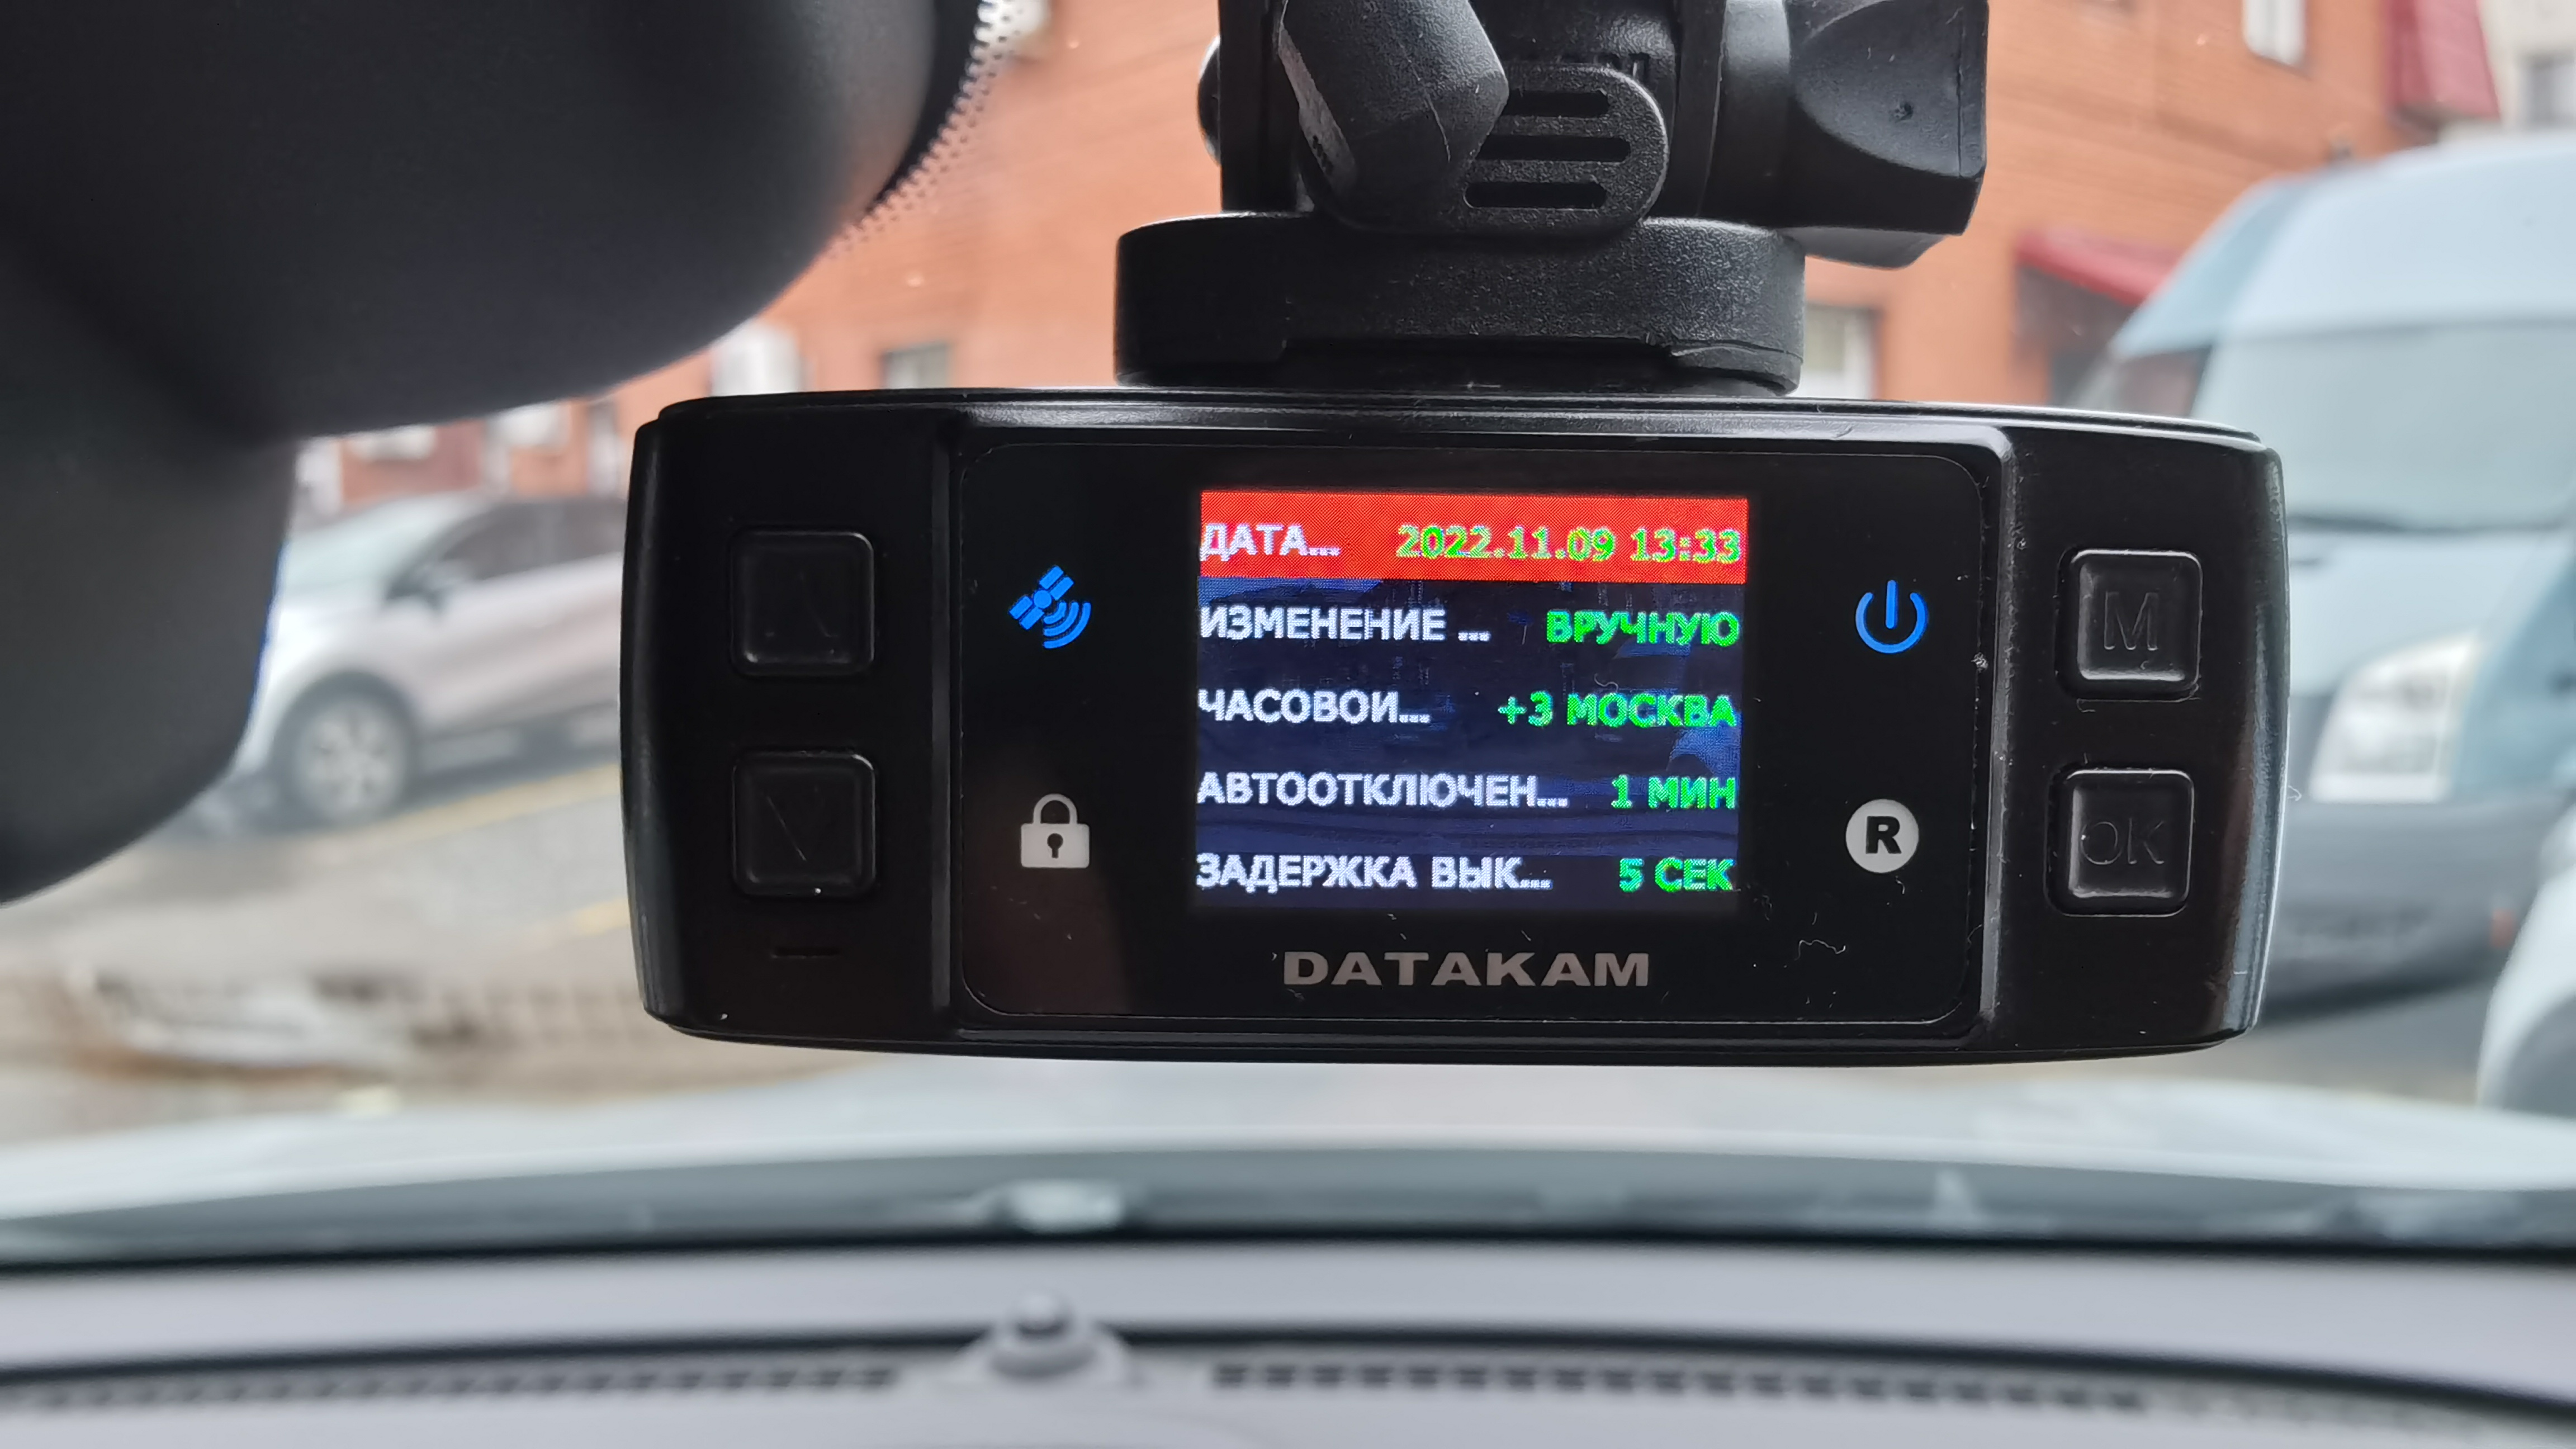 ДАТА... 2022.11.09 13:33
ИЗМЕНЕНИЕ ... ВРУЧНУЮ
ЧАСОВОЙ... +3 МОСКВА
АВТООТКЛЮЧЕН... 1 МИН
ЗАДЕРЖКА ВЫК... 5 СЕК
M
OK
R
DATAKAM